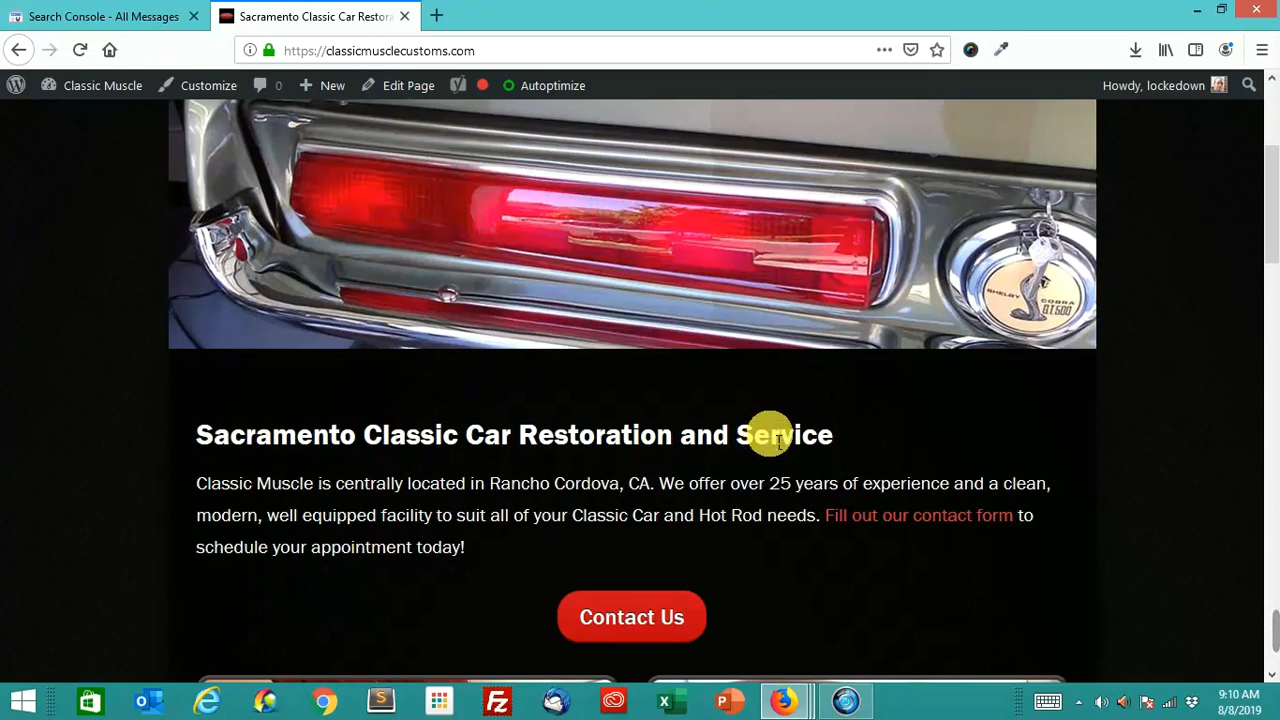 Search Console - All Messages
Sacramento Classic Car Restora
https://classicmusclecustoms.com
Classic Muscle
Customize
0
New
Edit Page
Autoptimize
Howdy, lockedown
SHELBY COBRA
G.T.500
Sacramento Classic Car Restoration and Service
Classic Muscle is centrally located in Rancho Cordova, CA. We offer over 25 years of experience and a clean,
modern, well equipped facility to suit all of your Classic Car and Hot Rod needs. Fill out our contact form to
schedule your appointment today!
Contact Us
9:10 AM
8/8/2019